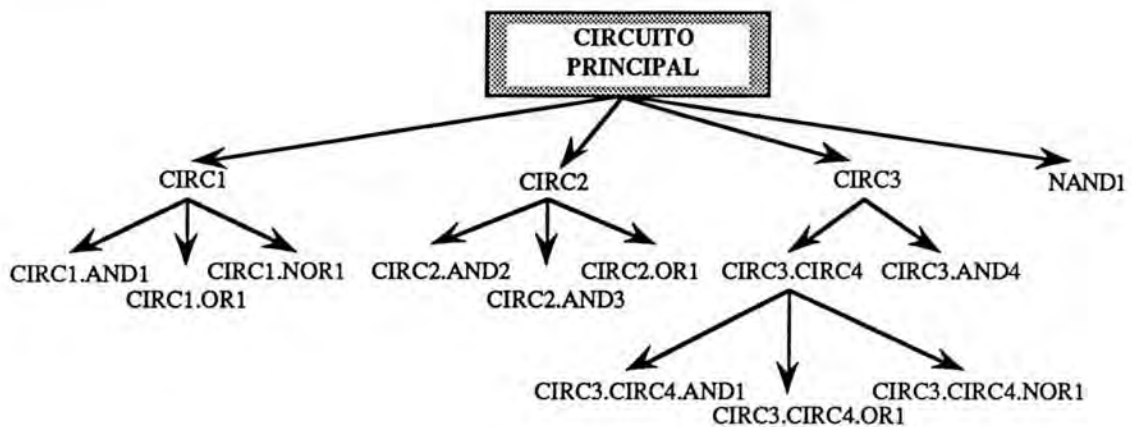 CIRCUITO
PRINCIPAL
CIRC1
CIRC2
CIRC3
NAND1
CIRC1.AND1
CIRC1.OR1
CIRC1.NOR1
CIRC2.AND2
CIRC2.AND3
CIRC2.OR1
CIRC3.CIRC4
CIRC3.AND4
CIRC3.CIRC4.AND1
CIRC3.CIRC4.OR1
CIRC3.CIRC4.NOR1